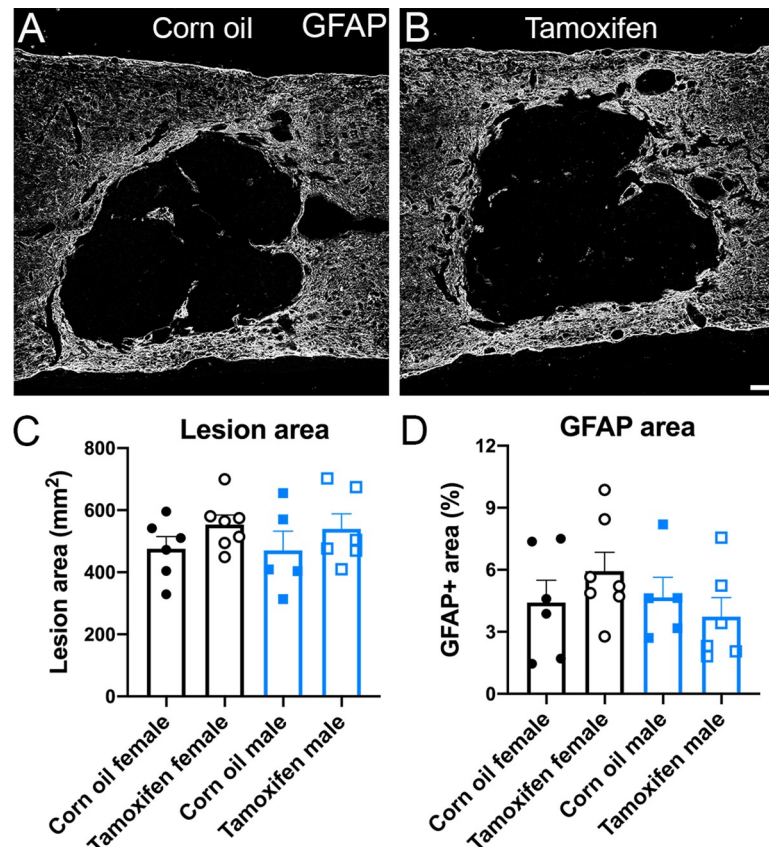 A
Corn oil
GFAP
B
Tamoxifen
C
Lesion area
Lesion area (mm²)
800
600
400
200
0
Corn oil female
Tamoxifen female
Corn oil male
Tamoxifen male
D
GFAP area
GFAP+ area (%)
12
9
6
3
0
Corn oil female
Tamoxifen female
Corn oil male
Tamoxifen male